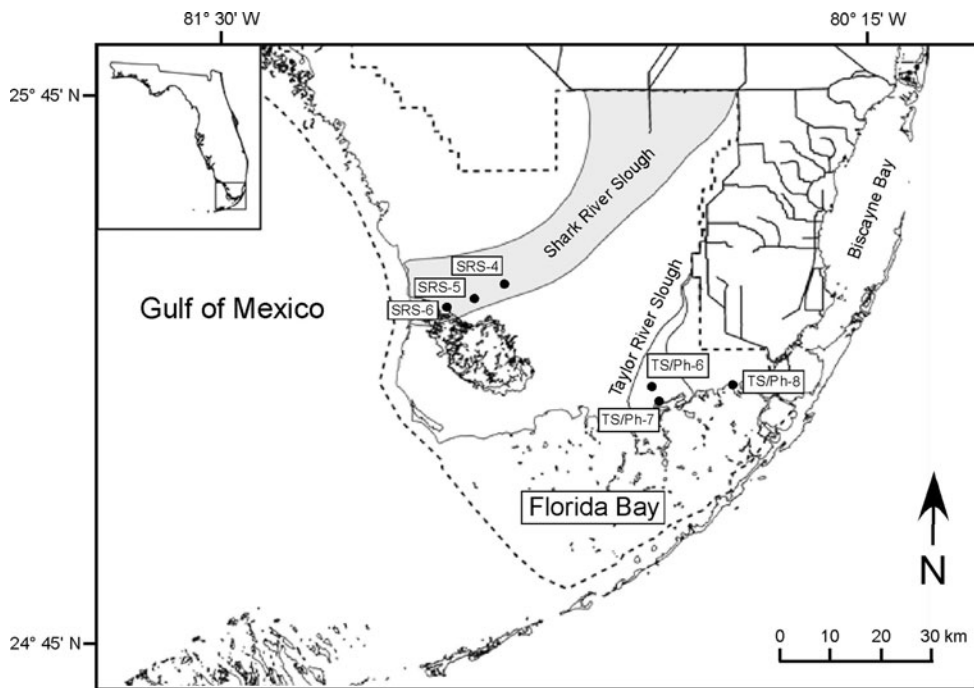 81° 30' W
80° 15' W
25° 45' N
Shark River Slough
Biscayne Bay
SRS-4
SRS-5
SRS-6
Gulf of Mexico
Taylor River Slough
TS/Ph-6
TS/Ph-8
TS/Ph-7
Florida Bay
N
24° 45' N
0 10 20 30 km